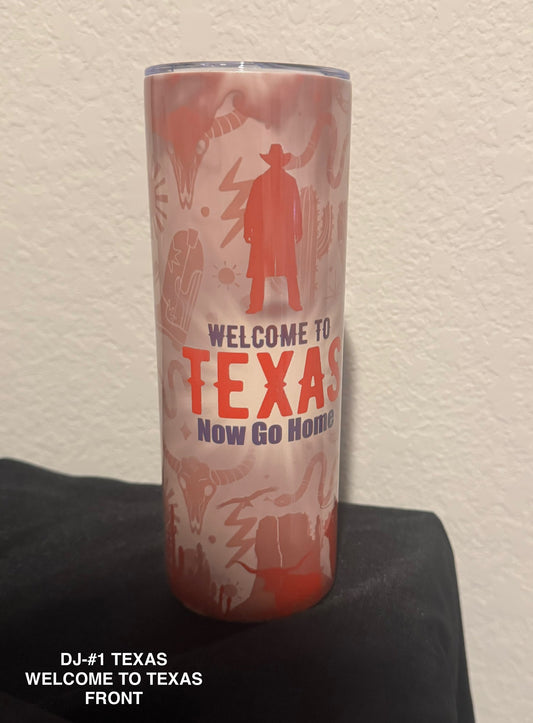 WELCOME TO
TEXAS
Now Go Home
DJ-#1 TEXAS
WELCOME TO TEXAS
FRONT